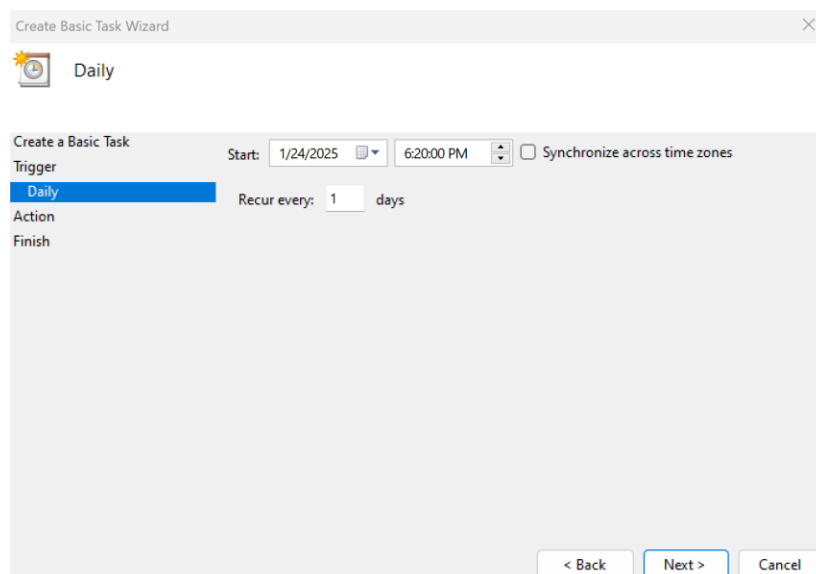 Create Basic Task Wizard
Daily
Create a Basic Task
Trigger
Daily
Action
Finish
Start: 1/24/2025 6:20:00 PM Synchronize across time zones
Recur every: 1 days
< Back Next > Cancel